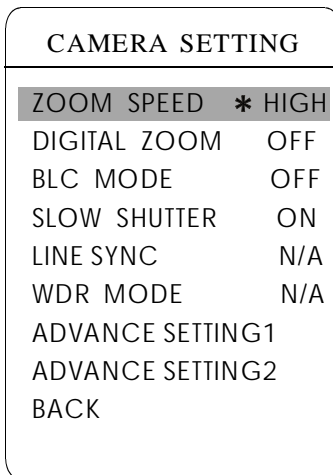 CAMERA SETTING
ZOOM SPEED * HIGH
DIGITAL ZOOM OFF
BLC MODE OFF
SLOW SHUTTER ON
LINE SYNC N/A
WDR MODE N/A
ADVANCE SETTING1
ADVANCE SETTING2
BACK